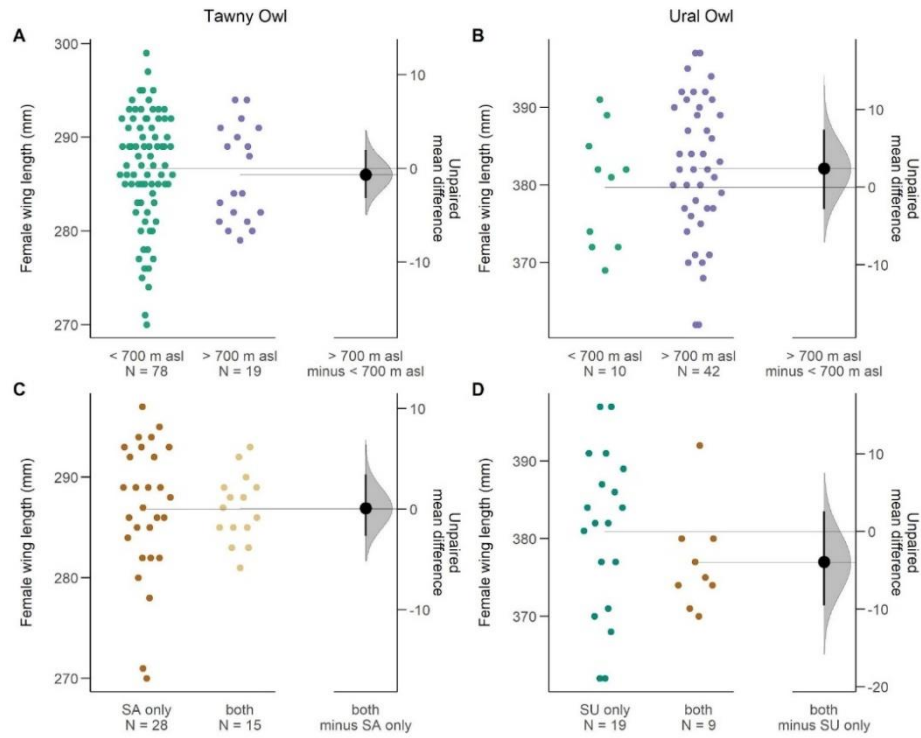 Tawny Owl
Ural Owl
A
300
290
280
270
Female wing length (mm)
10
0
-10
Unpaired
mean difference
< 700 m asl
N = 78
> 700 m asl
N = 19
> 700 m asl
minus < 700 m asl
B
390
380
370
Female wing length (mm)
10
0
-10
Unpaired
mean difference
< 700 m asl
N = 10
> 700 m asl
N = 42
> 700 m asl
minus < 700 m asl
C
290
280
270
Female wing length (mm)
10
0
-10
Unpaired
mean difference
SA only
N = 28
both
N = 15
both
minus SA only
D
390
380
370
Female wing length (mm)
10
0
-10
-20
Unpaired
mean difference
SU only
N = 19
both
N = 9
both
minus SU only